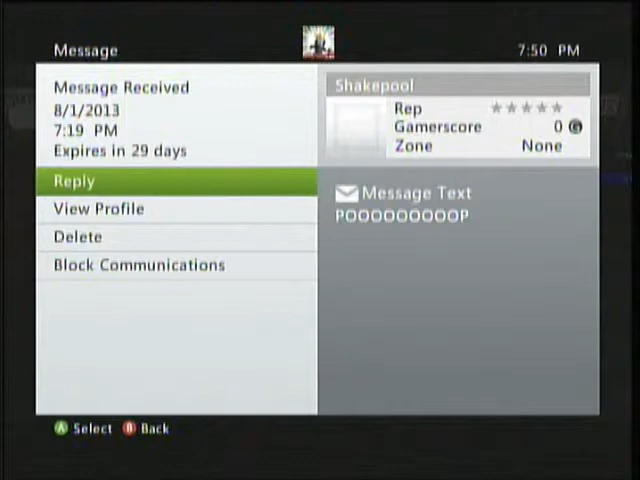 Message
7:50 PM
Message Received
8/1/2013
7:19 PM
Expires in 29 days
Reply
View Profile
Delete
Block Communications
Shakepool
Rep
Gamerscore 0 G
Zone None
Message Text
POOOOOOOOOP
A Select B Back